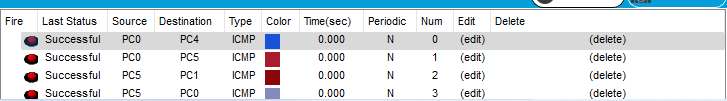 Fire Last Status Source Destination Type Color Time(sec) Periodic Num Edit Delete
Successful PC0 PC4 ICMP 0.000 N 0 (edit) (delete)
Successful PC0 PC5 ICMP 0.000 N 1 (edit) (delete)
Successful PC5 PC1 ICMP 0.000 N 2 (edit) (delete)
Successful PC5 PC0 ICMP 0.000 N 3 (edit) (delete)